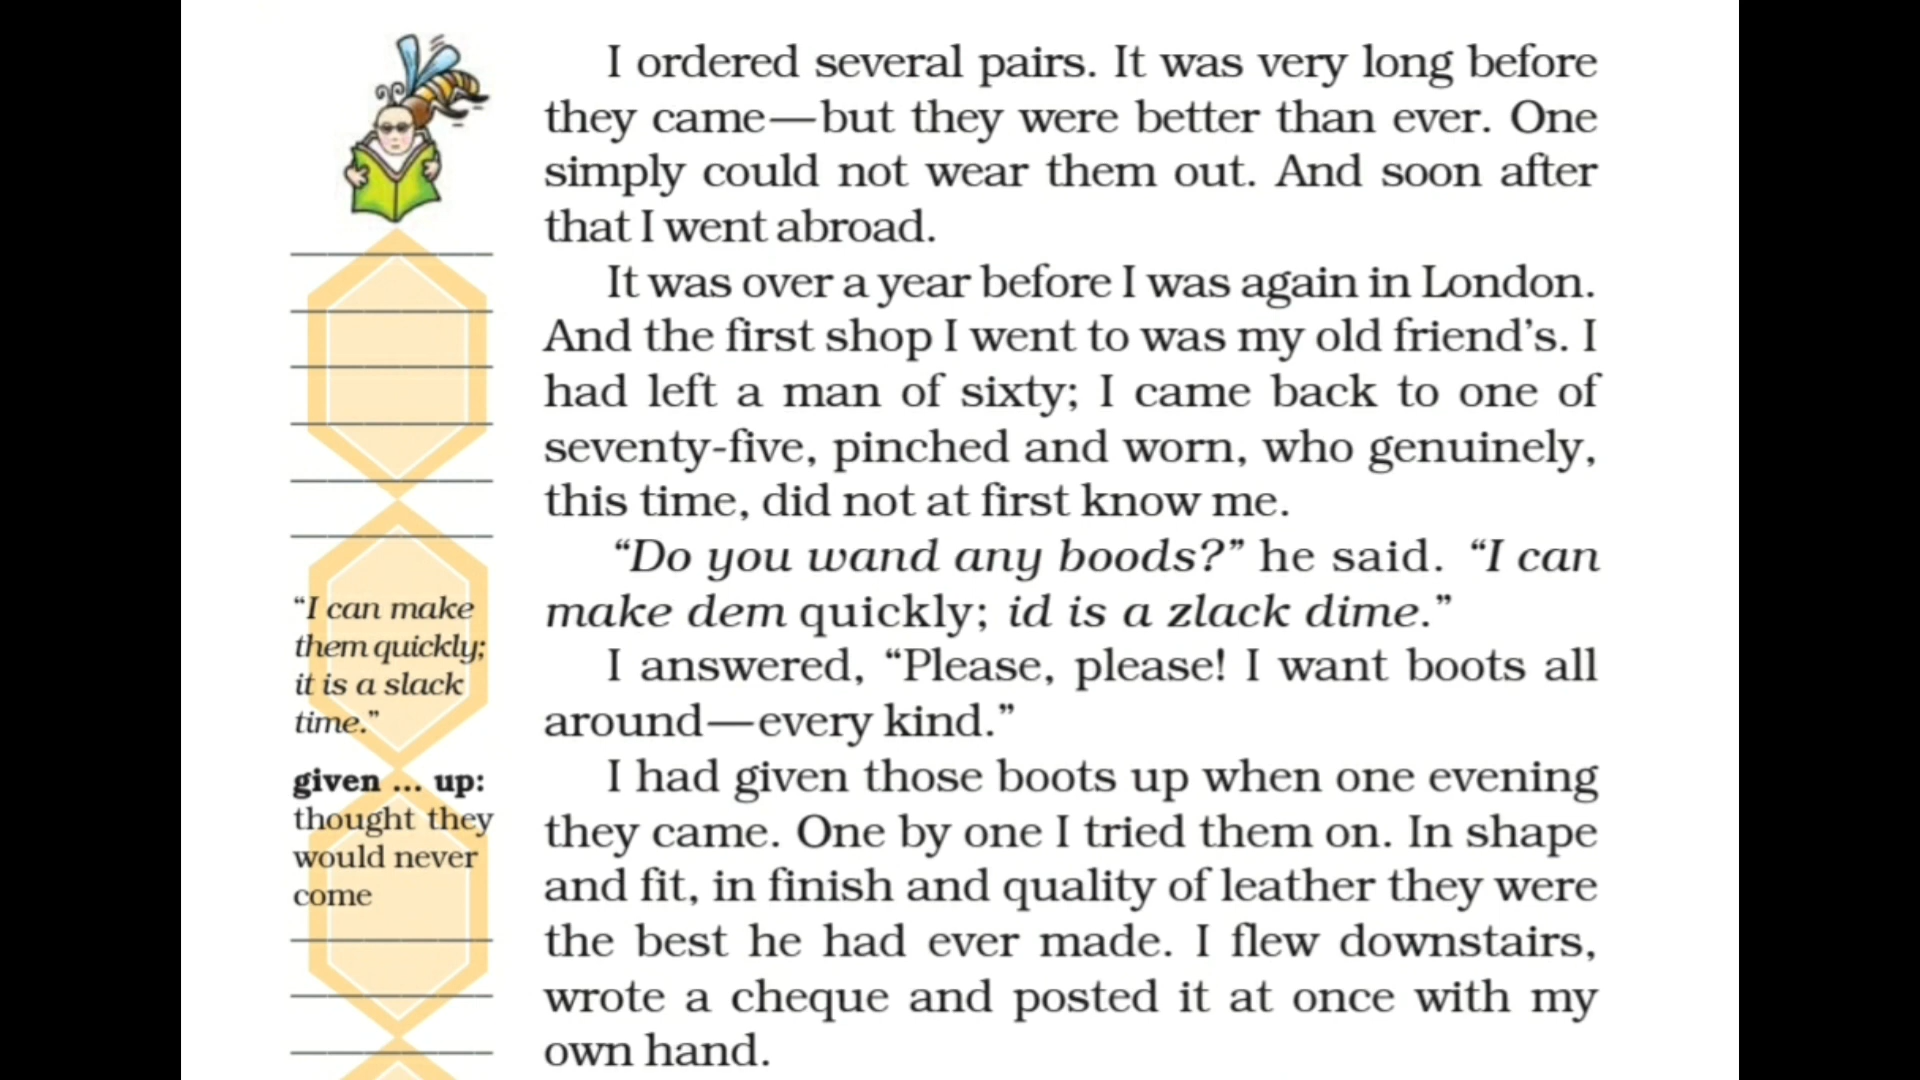 I ordered several pairs. It was very long before
they came—but they were better than ever. One
simply could not wear them out. And soon after
that I went abroad.
It was over a year before I was again in London.
And the first shop I went to was my old friend’s. I
had left a man of sixty; I came back to one of
seventy-five, pinched and worn, who genuinely,
this time, did not at first know me.
“Do you wand any boods?” he said. “I can
make dem quickly; id is a zlack dime.”
I answered, “Please, please! I want boots all
around—every kind.”
I had given those boots up when one evening
they came. One by one I tried them on. In shape
and fit, in finish and quality of leather they were
the best he had ever made. I flew downstairs,
wrote a cheque and posted it at once with my
own hand.
“I can make
them quickly;
it is a slack
time.”
given ... up:
thought they
would never
come